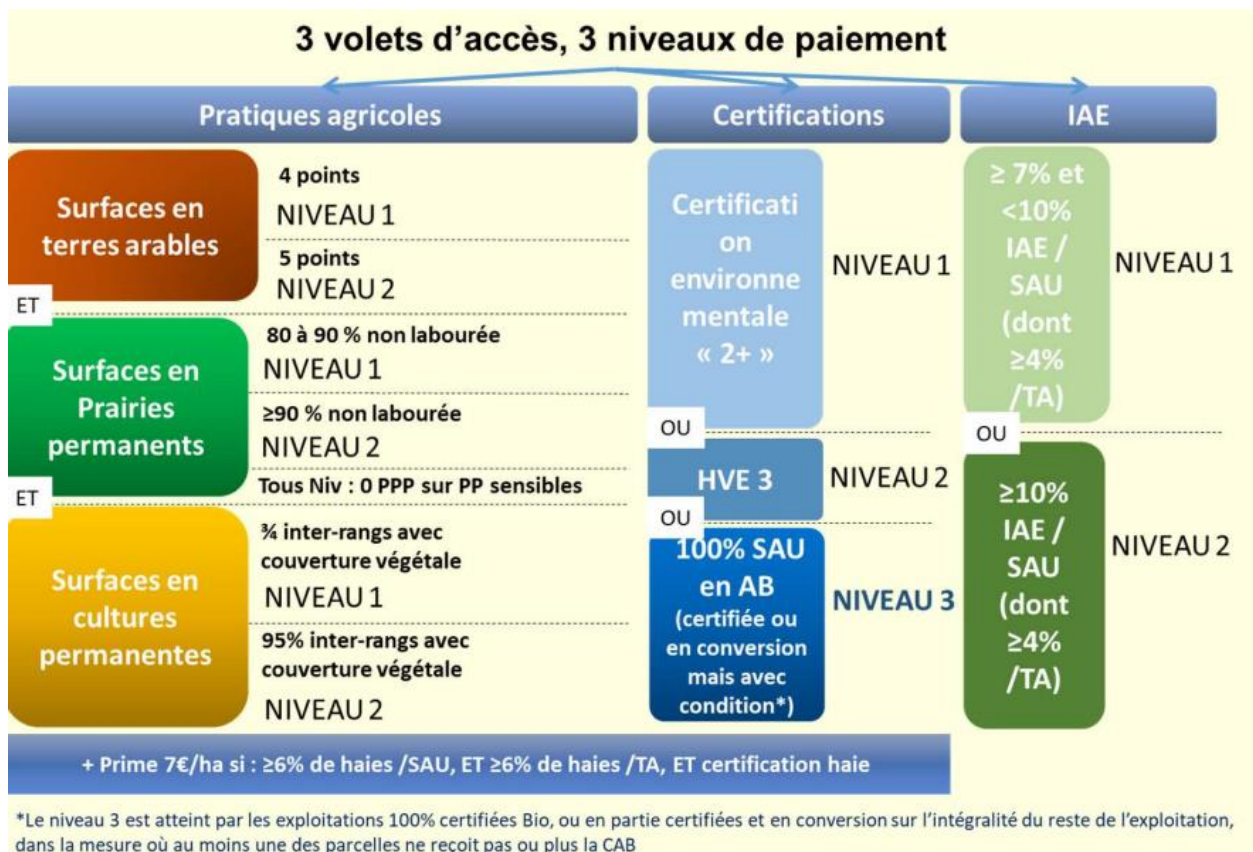 3 volets d'accès, 3 niveaux de paiement
Pratiques agricoles
Surfaces en
terres arables
4 points
NIVEAU 1
5 points
NIVEAU 2
ET
Surfaces en
Prairies
permanents
80 à 90 % non labourée
NIVEAU 1
≥90 % non labourée
NIVEAU 2
Tous Niv : 0 PPP sur PP sensibles
ET
Surfaces en
cultures
permanentes
¾ inter-rangs avec
couverture végétale
NIVEAU 1
95% inter-rangs avec
couverture végétale
NIVEAU 2
Certifications
Certificati
on
environne
mentale
« 2+ »
NIVEAU 1
OU
HVE 3
NIVEAU 2
OU
100% SAU
en AB
(certifiée ou
en conversion
mais avec
condition*)
NIVEAU 3
IAE
≥ 7% et
<10%
IAE /
SAU
(dont
≥4%
/TA)
NIVEAU 1
OU
≥10%
IAE /
SAU
(dont
≥4%
/TA)
NIVEAU 2
+ Prime 7€/ha si : ≥6% de haies /SAU, ET ≥6% de haies /TA, ET certification haie
*Le niveau 3 est atteint par les exploitations 100% certifiées Bio, ou en partie certifiées et en conversion sur l'intégralité du reste de l'exploitation,
dans la mesure où au moins une des parcelles ne reçoit pas ou plus la CAB